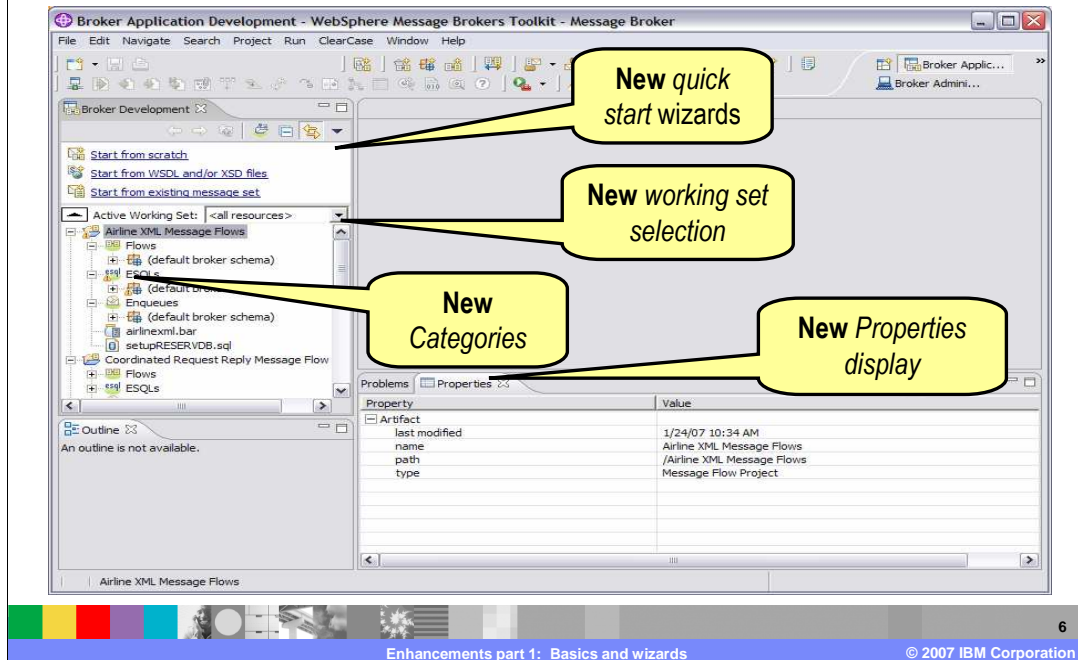 Broker Application Development - WebSphere Message Brokers Toolkit - Message Broker
File Edit Navigate Search Project Run ClearCase Window Help
Broker Applic...
»
Broker Admini...
New quick
start wizards
Broker Development
Start from scratch
Start from WSDL and/or XSD files
Start from existing message set
New working set
selection
Active Working Set: <all resources>
Airline XML Message Flows
Flows
(default broker schema)
esql ESQLs
(default
Enqueues
(default broker schema)
airlinexml.bar
setupRESERVDB.sql
Coordinated Request Reply Message Flow
Flows
esql ESQLs
New
Categories
New Properties
display
Problems Properties
Property Value
Artifact
last modified 1/24/07 10:34 AM
name Airline XML Message Flows
path /Airline XML Message Flows
type Message Flow Project
Outline
An outline is not available.
Airline XML Message Flows
6
Enhancements part 1: Basics and wizards © 2007 IBM Corporation